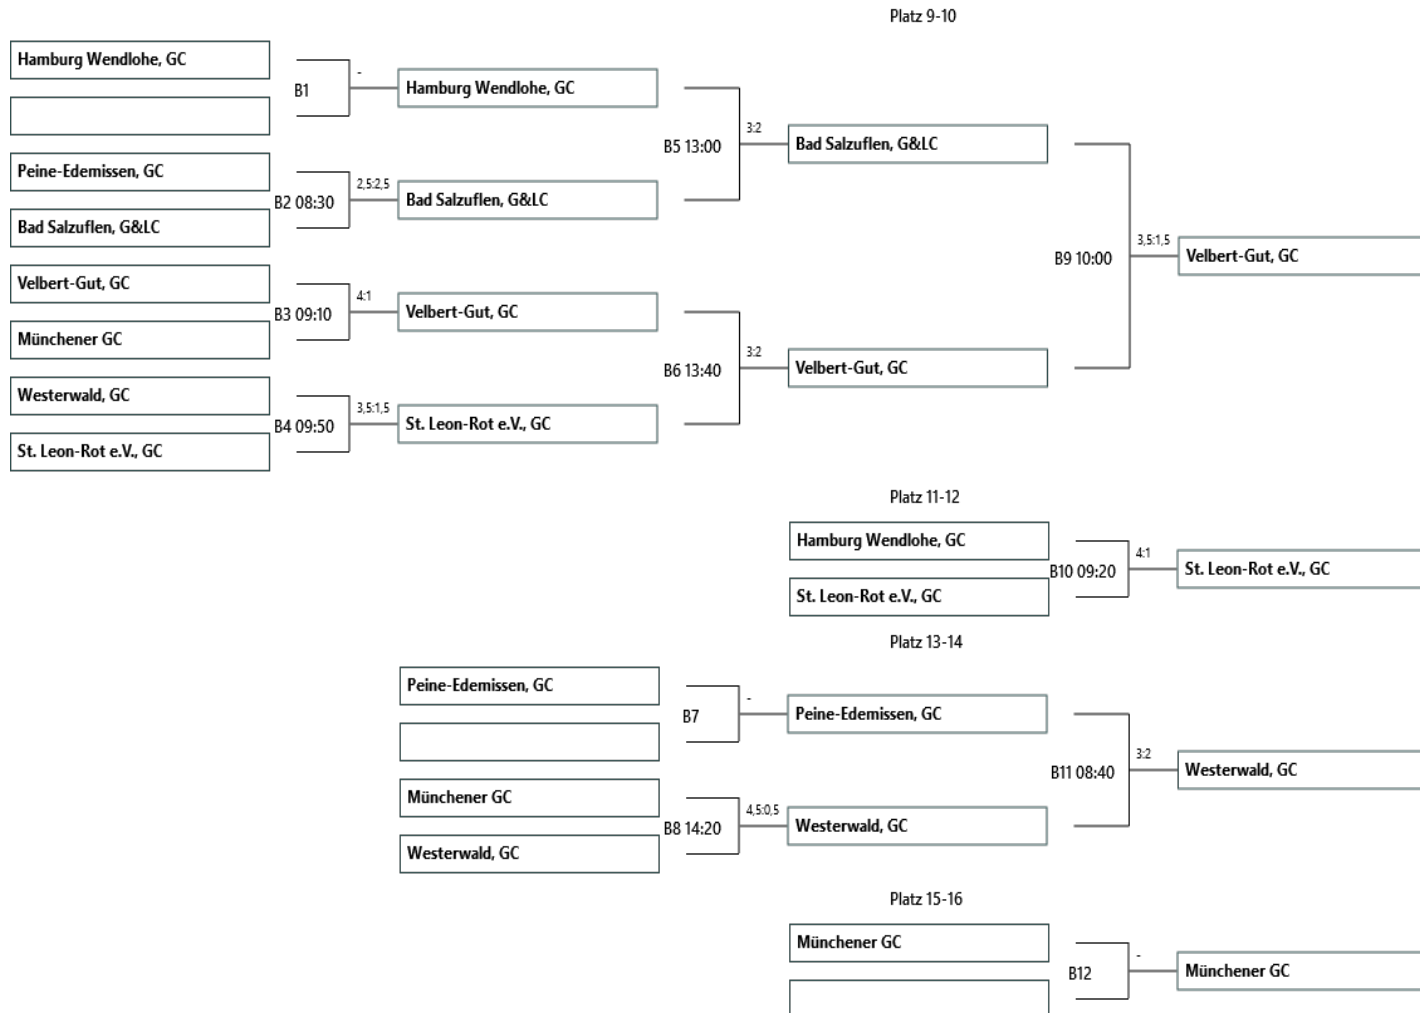 Platz 9-10
Hamburg Wendlohe, GC
-
B1
Hamburg Wendlohe, GC
B5 13:00
3:2
Bad Salzuflen, G&LC
Peine-Edemissen, GC
B2 08:30
2,5:2,5
Bad Salzuflen, G&LC
Bad Salzuflen, G&LC
B9 10:00
3,5:1,5
Velbert-Gut, GC
Velbert-Gut, GC
B3 09:10
4:1
Velbert-Gut, GC
Münchener GC
B6 13:40
3:2
Velbert-Gut, GC
Westerwald, GC
B4 09:50
3,5:1,5
St. Leon-Rot e.V., GC
St. Leon-Rot e.V., GC
Platz 11-12
Hamburg Wendlohe, GC
B10 09:20
4:1
St. Leon-Rot e.V., GC
St. Leon-Rot e.V., GC
Platz 13-14
Peine-Edemissen, GC
B7
-
Peine-Edemissen, GC
B11 08:40
3:2
Westerwald, GC
Münchener GC
B8 14:20
4,5:0,5
Westerwald, GC
Westerwald, GC
Platz 15-16
Münchener GC
B12
-
Münchener GC